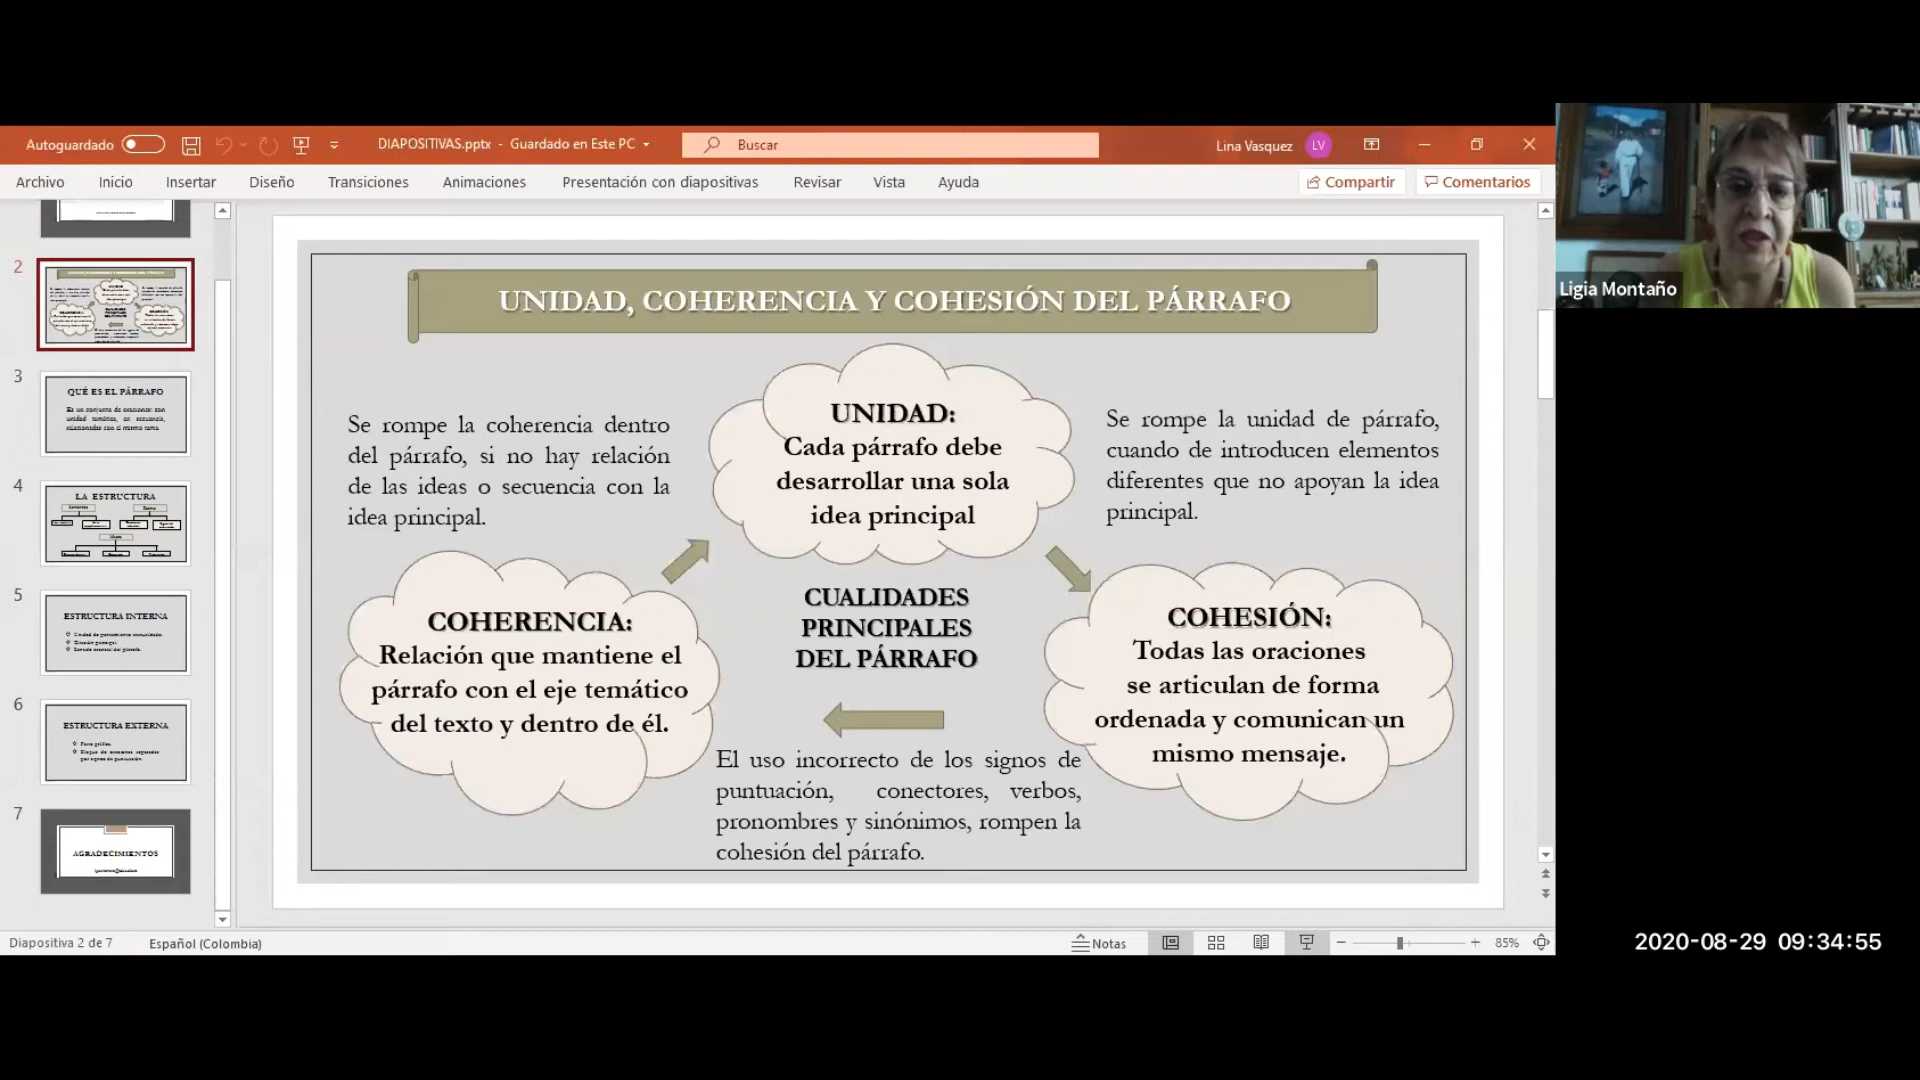 Autoguardado
DIAPOSITIVAS.pptx - Guardado en Este PC
Buscar
Lina Vasquez
LV
Archivo
Inicio
Insertar
Diseño
Transiciones
Animaciones
Presentación con diapositivas
Revisar
Vista
Ayuda
Compartir
Comentarios
2
3
QUÉ ES EL PÁRRAFO
4
LA ESTRUCTURA
5
ESTRUCTURA INTERNA
6
ESTRUCTURA EXTERNA
7
AGRADECIMIENTOS
UNIDAD, COHERENCIA Y COHESIÓN DEL PÁRRAFO
Se rompe la coherencia dentro
del párrafo, si no hay relación
de las ideas o secuencia con la
idea principal.
UNIDAD:
Cada párrafo debe
desarrollar una sola
idea principal
Se rompe la unidad de párrafo,
cuando de introducen elementos
diferentes que no apoyan la idea
principal.
COHERENCIA:
Relación que mantiene el
párrafo con el eje temático
del texto y dentro de él.
CUALIDADES
PRINCIPALES
DEL PÁRRAFO
COHESIÓN:
Todas las oraciones
se articulan de forma
ordenada y comunican un
mismo mensaje.
El uso incorrecto de los signos de
puntuación, conectores, verbos,
pronombres y sinónimos, rompen la
cohesión del párrafo.
Diapositiva 2 de 7
Español (Colombia)
Notas
85%
Ligia Montaño
2020-08-29 09:34:55